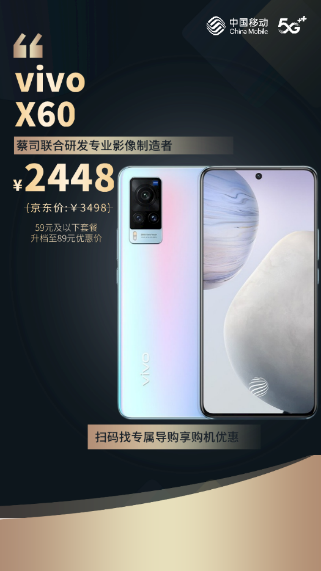 中国移动
China Mobile
5G++
vivo
X60
蔡司联合研发专业影像制造者
¥2448
{京东价:￥3498}
59元及以下套餐
升档至89元优惠价
vivo
扫码找专属导购享购机优惠